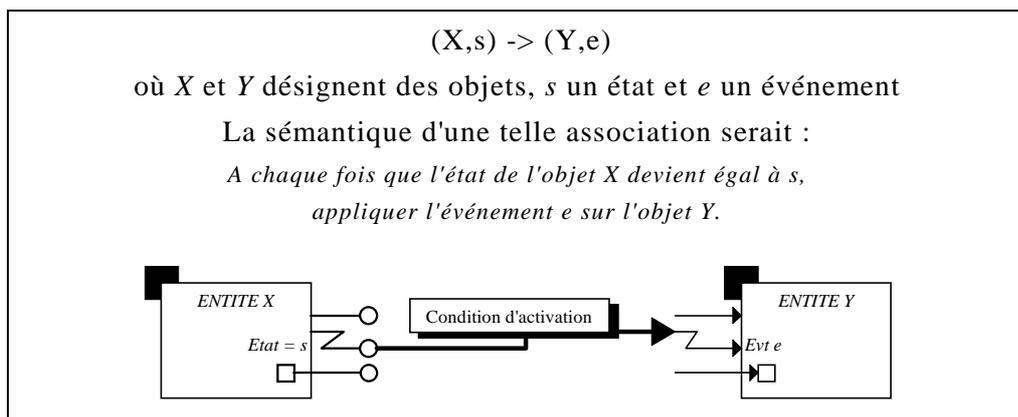 (X,s) -> (Y,e)
où X et Y désignent des objets, s un état et e un événement
La sémantique d'une telle association serait :
A chaque fois que l'état de l'objet X devient égal à s,
appliquer l'événement e sur l'objet Y.
ENTITE X
Etat = s
Condition d'activation
ENTITE Y
Evt e